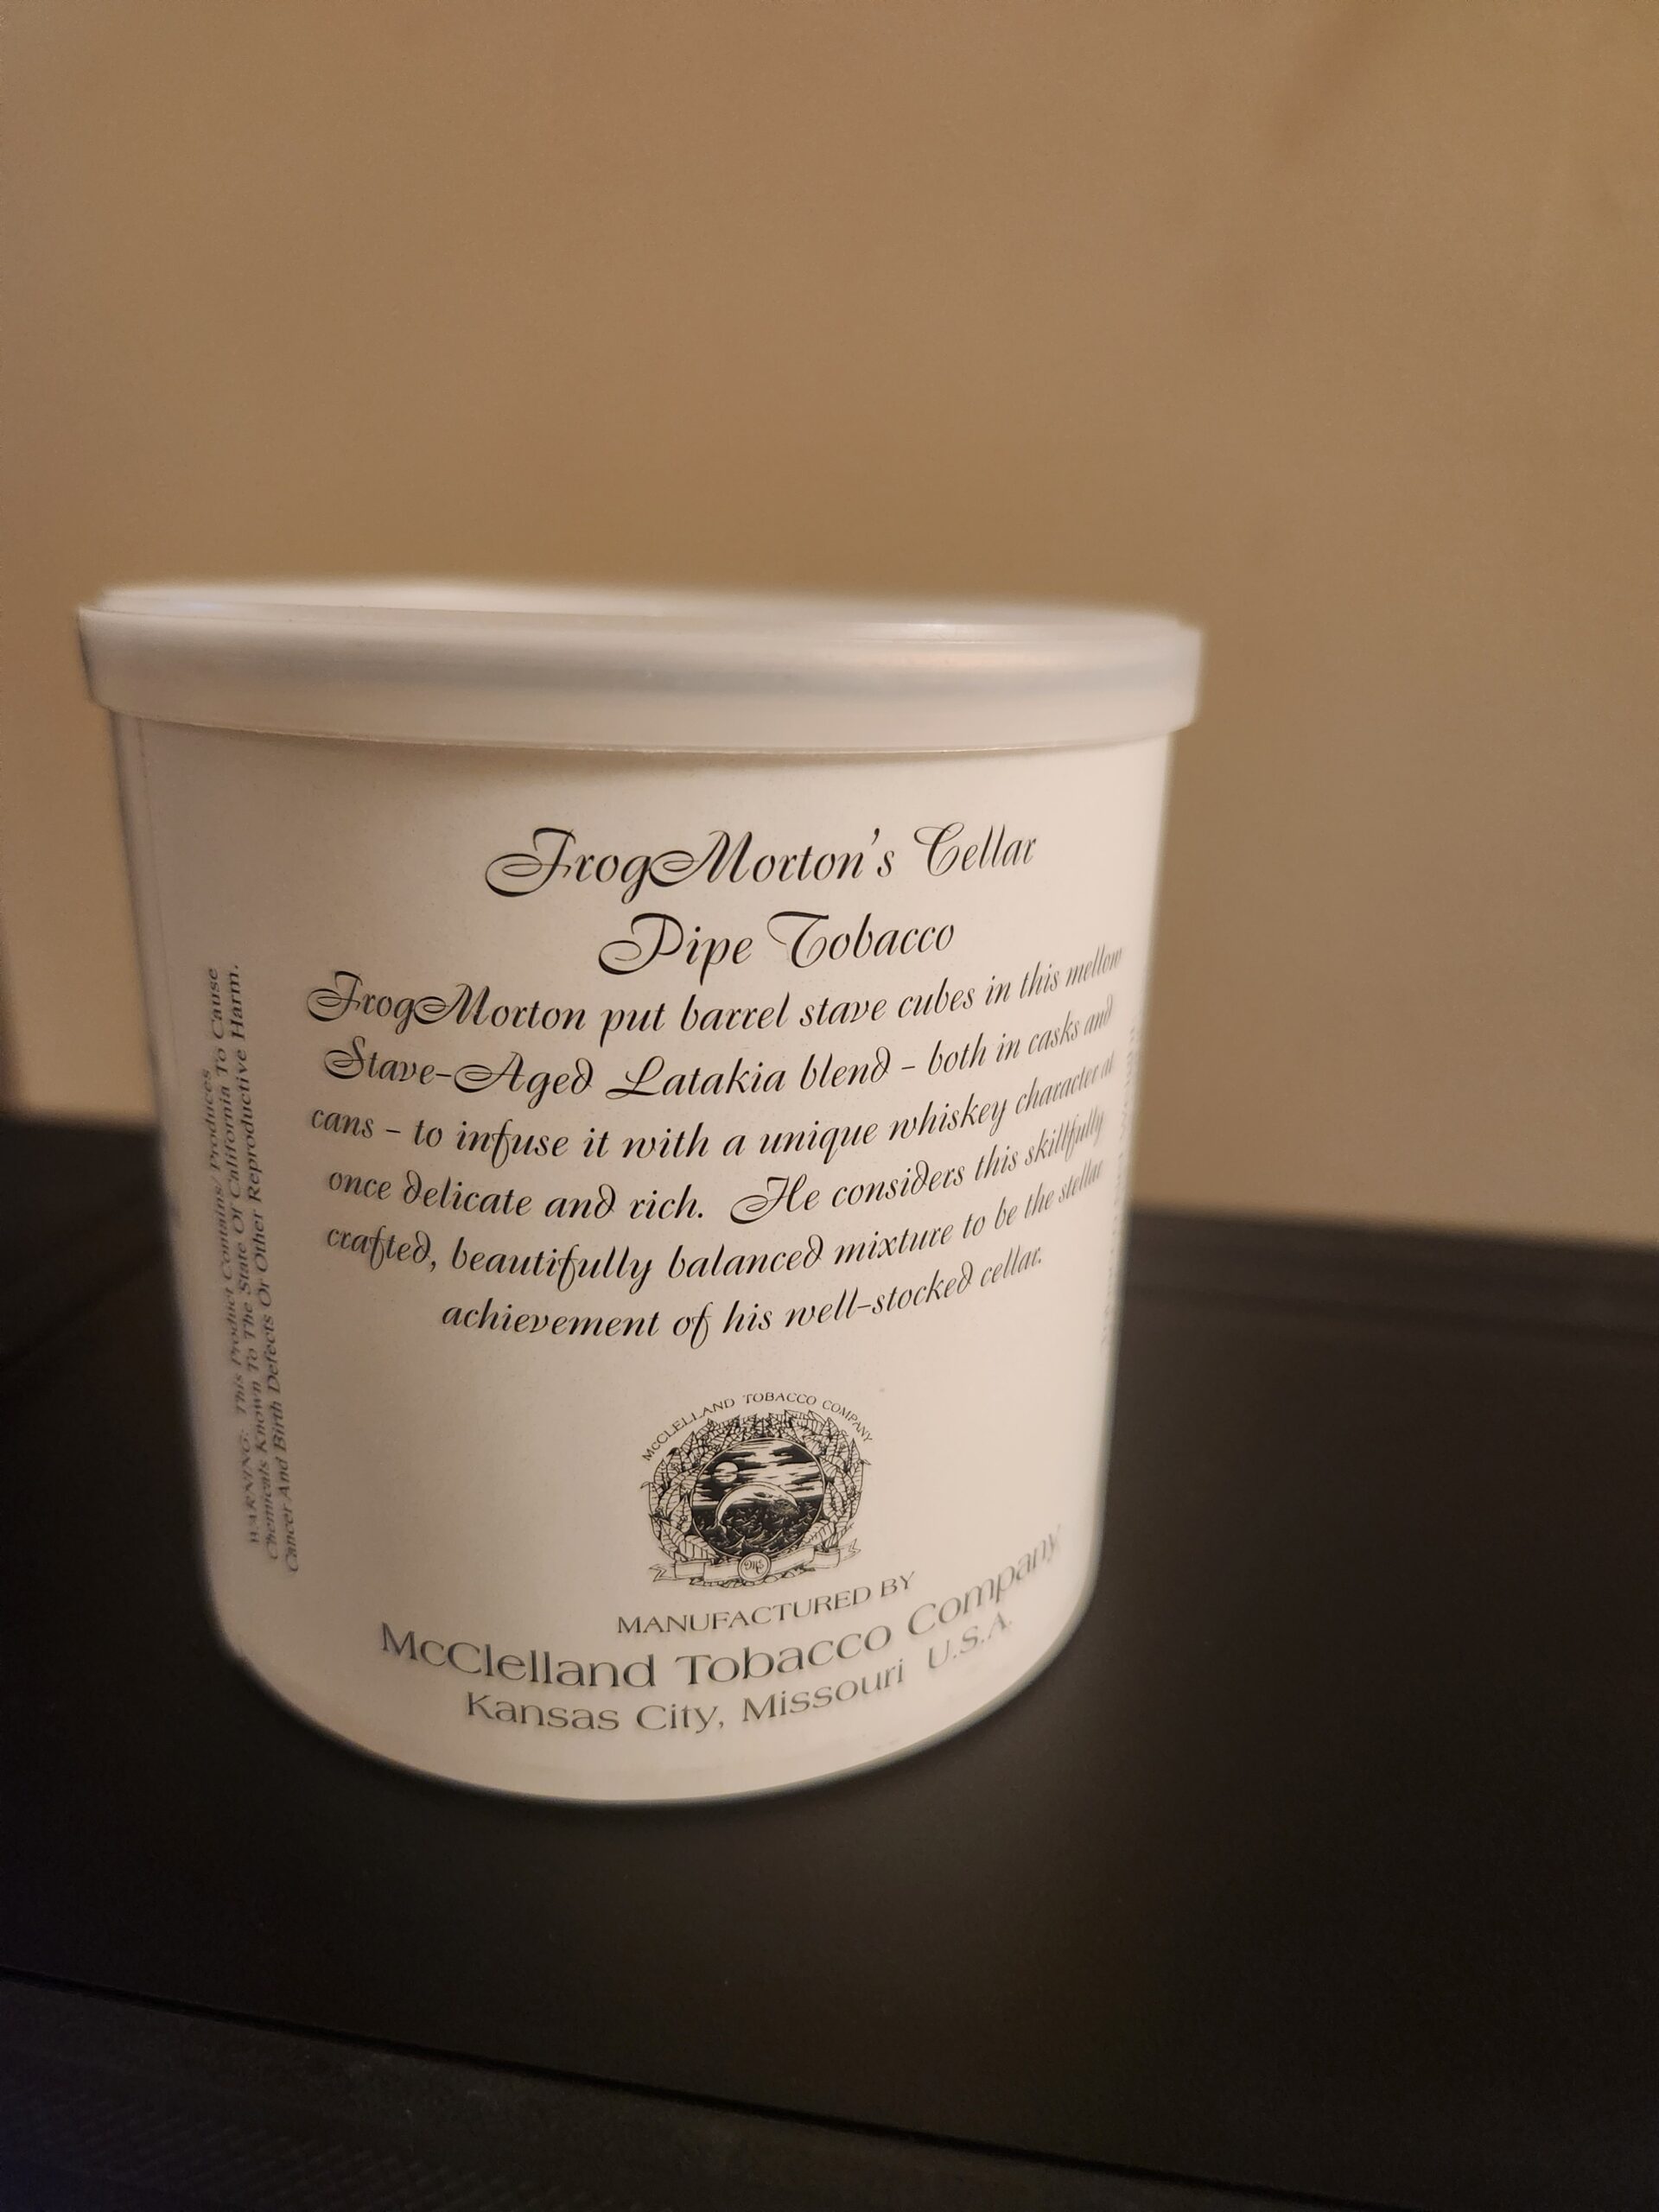 FrogMorton's Cellar
Pipe Tobacco
FrogMorton put barrel stave cubes in this mellow
Stave-Aged Latakia blend - both in casks and
cans - to infuse it with a unique whiskey character at
once delicate and rich. He considers this skillfully
crafted, beautifully balanced mixture to be the stellar
achievement of his well-stocked cellar.
McCLELLAND TOBACCO COMPANY
MANUFACTURED BY
McClelland Tobacco Company
Kansas City, Missouri U.S.A.
WARNING: This Product Contains/Produces
Chemicals Known To The State Of California To Cause
Cancer And Birth Defects Or Other Reproductive Harm.